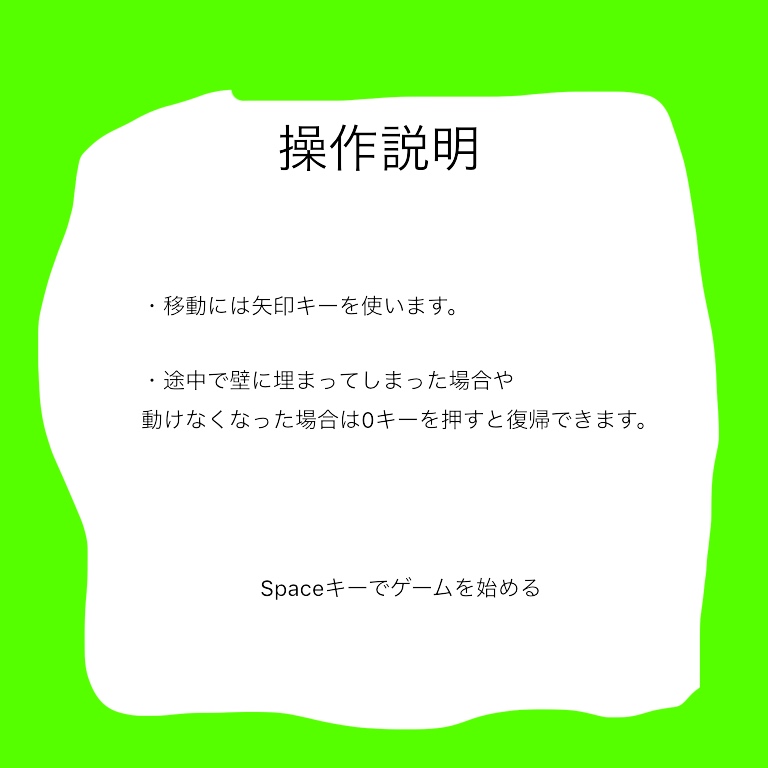 操作説明
・移動には矢印キーを使います。
・途中で壁に埋まってしまった場合や
動けなくなった場合は0キーを押すと復帰できます。
Spaceキーでゲームを始める